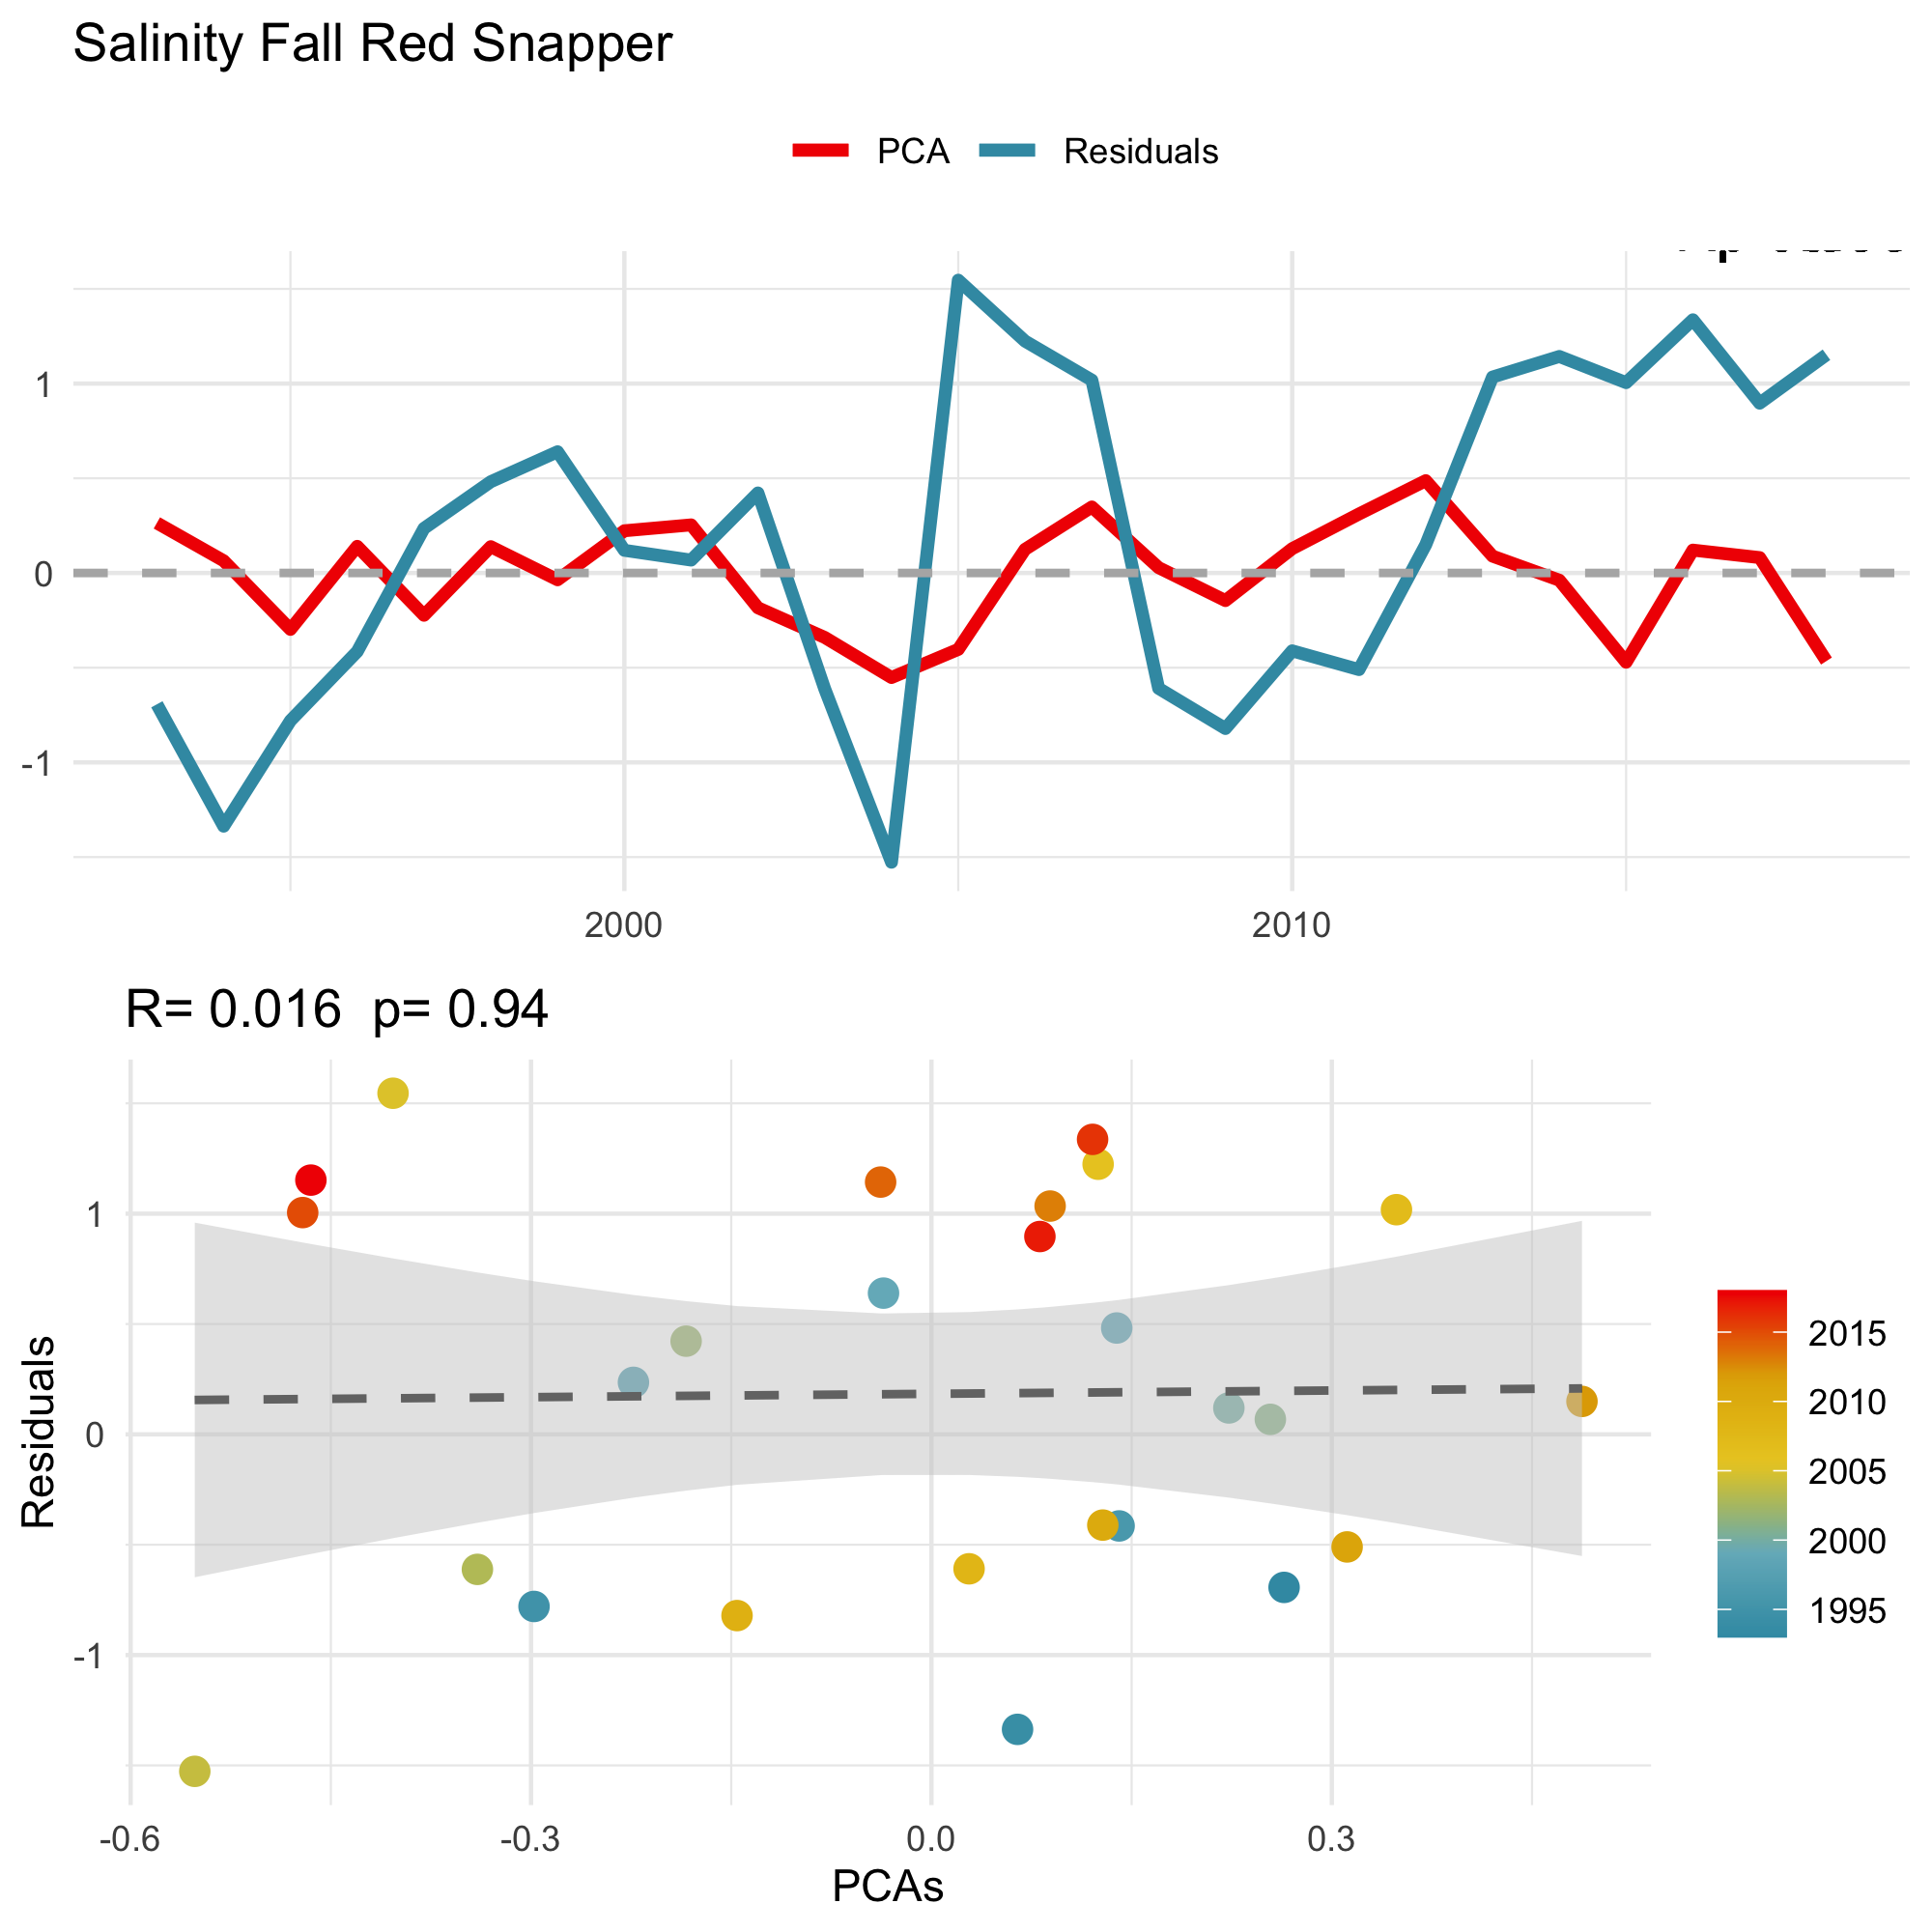 Salinity Fall Red Snapper
PCA Residuals
1
0
-1
2000 2010
R= 0.016 p= 0.94
Residuals
1
0
-1
-0.6 -0.3 0.0 0.3
PCAs
2015
2010
2005
2000
1995